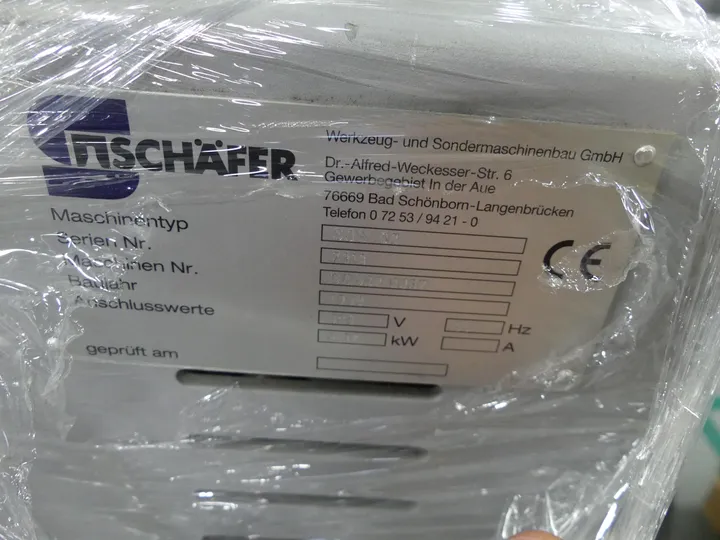 SCHÄFER
Werkzeug- und Sondermaschinenbau GmbH
Dr.-Alfred-Weckesser-Str. 6
Gewerbegebiet In der Aue
76669 Bad Schönborn-Langenbrücken
Telefon 0 72 53 / 94 21 - 0
Maschinentyp
Serien Nr.
Maschinen Nr.
Baujahr
Anschlusswerte
V Hz
kW A
geprüft am
CE